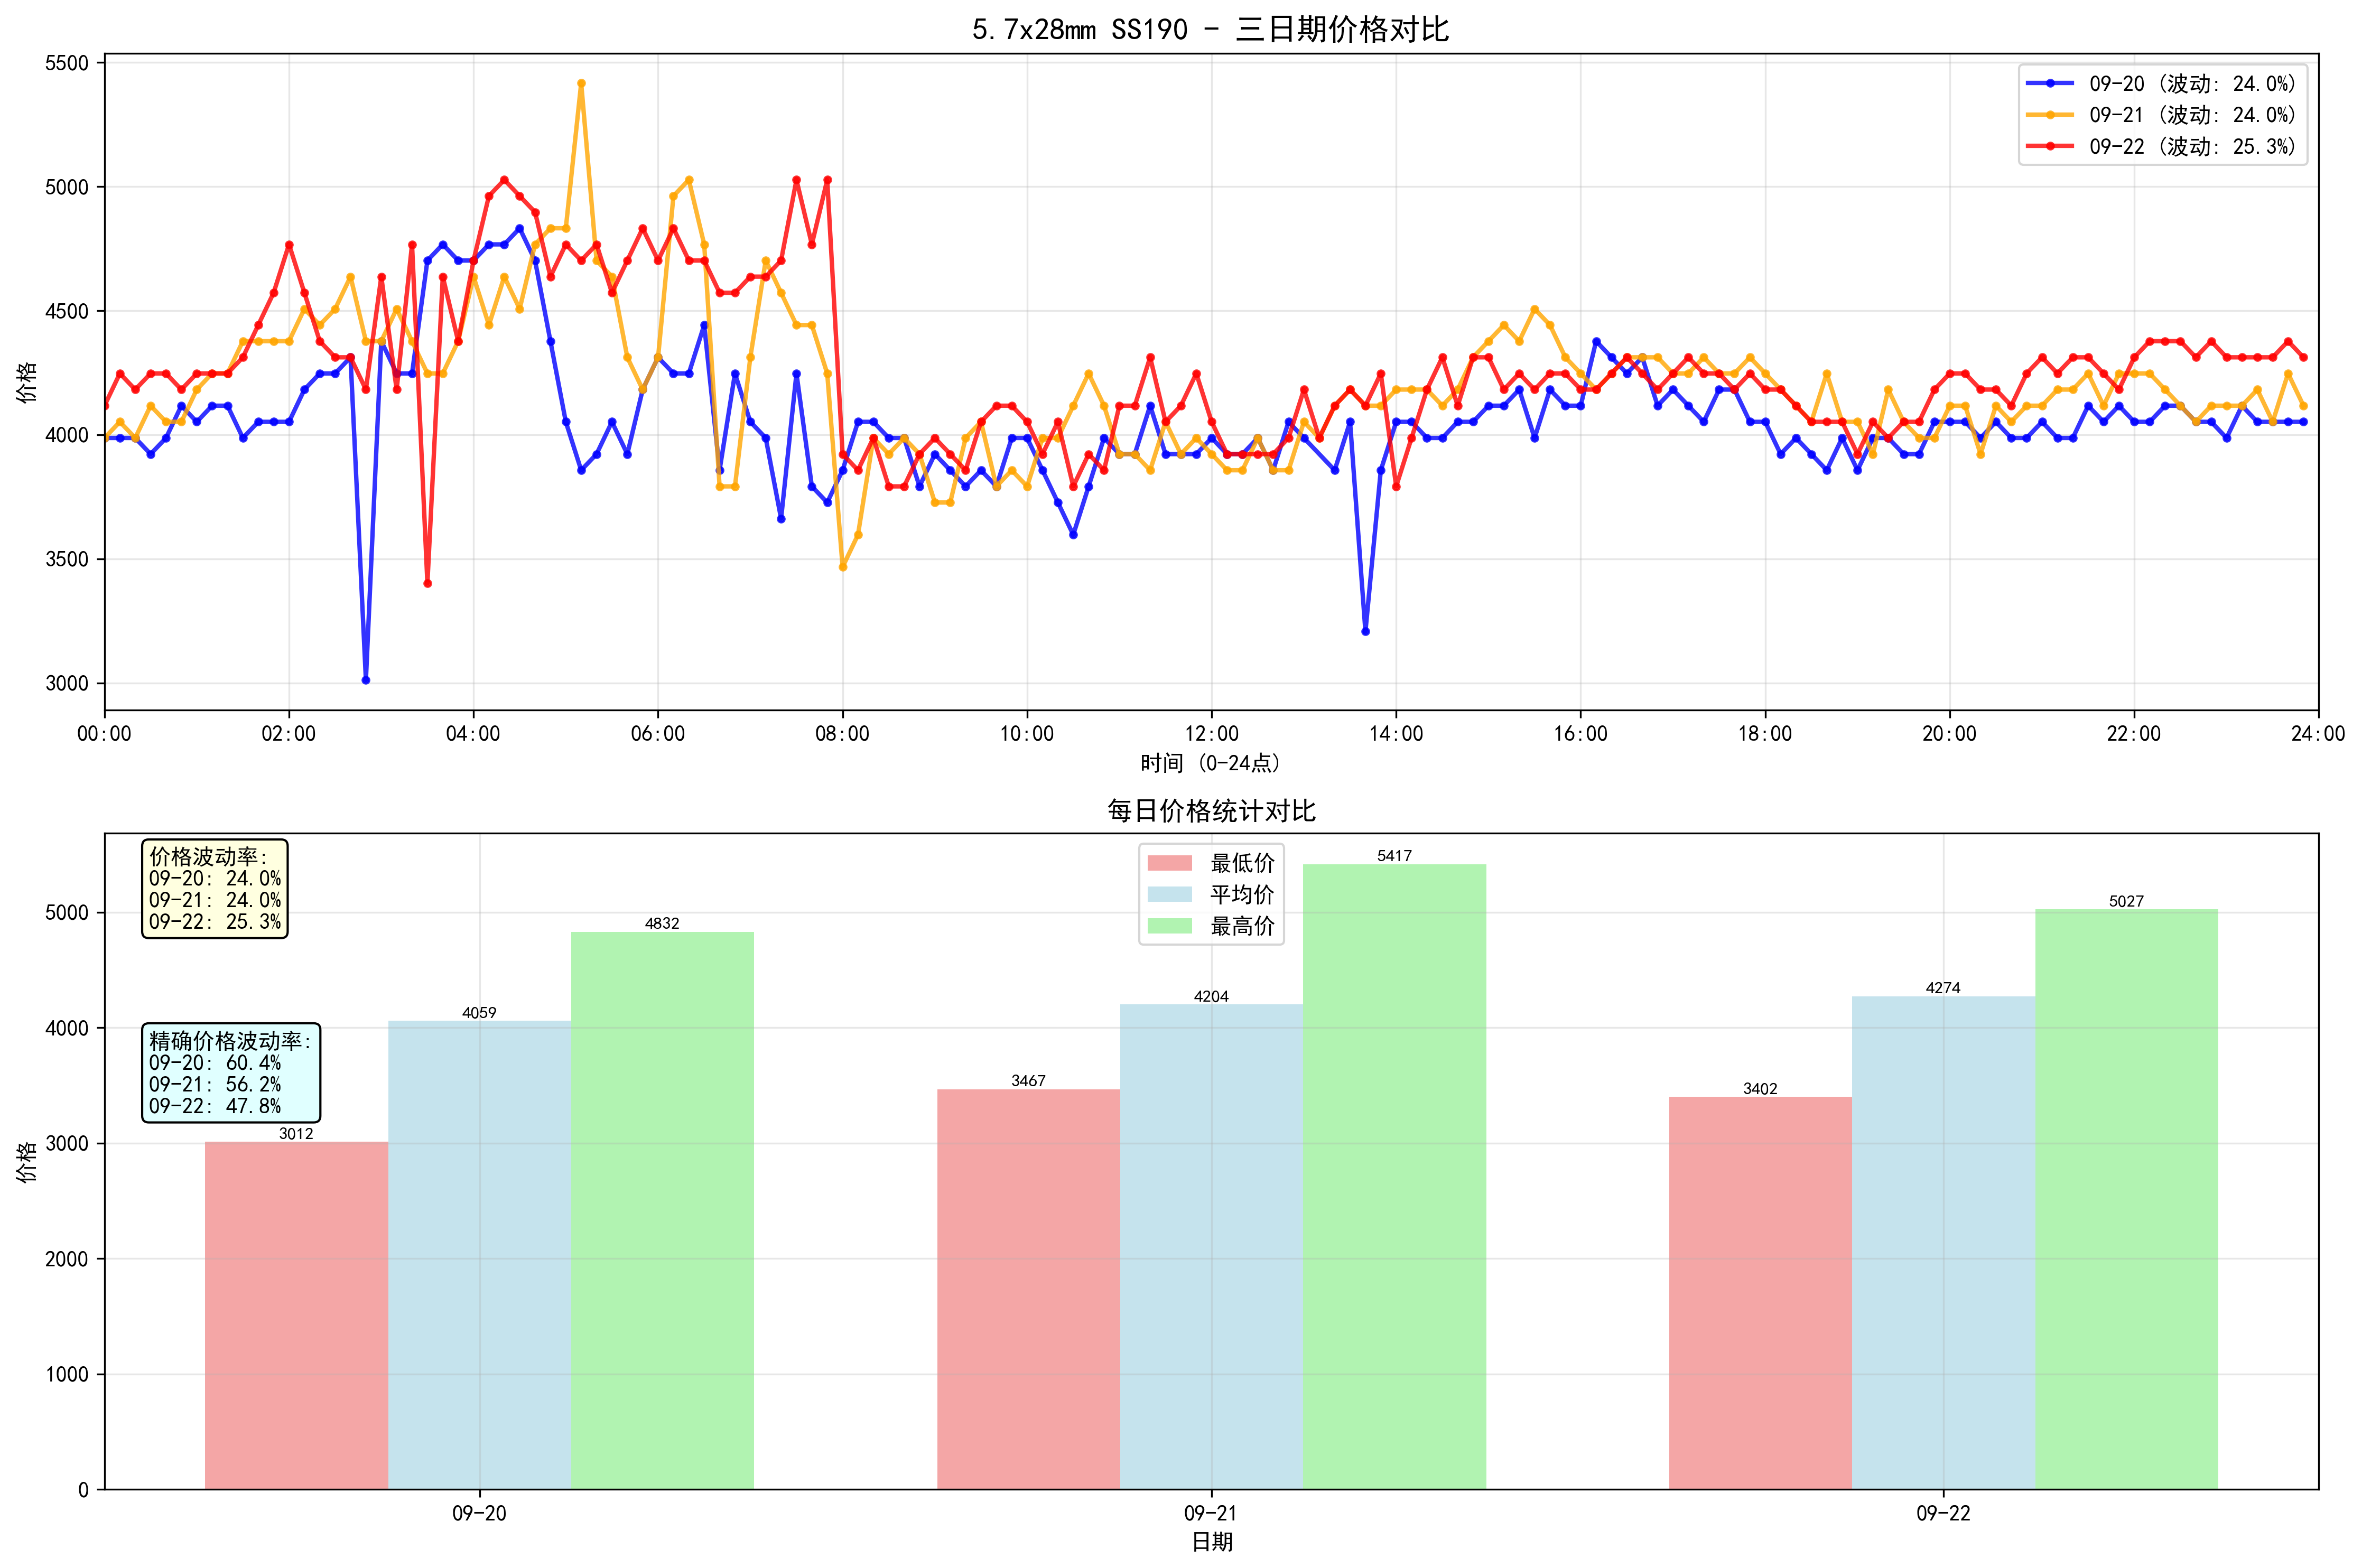 5.7x28mm SS190 - 三日期价格对比
5500
5000
4500
4000
3500
3000
价格
09-20 (波动: 24.0%)
09-21 (波动: 24.0%)
09-22 (波动: 25.3%)
00:00 02:00 04:00 06:00 08:00 10:00 12:00 14:00 16:00 18:00 20:00 22:00 24:00
时间 (0-24点)
每日价格统计对比
5000
4000
3000
2000
1000
0
价格
价格波动率:
09-20: 24.0%
09-21: 24.0%
09-22: 25.3%
精确价格波动率:
09-20: 60.4%
09-21: 56.2%
09-22: 47.8%
最低价
平均价
最高价
3012
4059
4832
3467
4204
5417
3402
4274
5027
09-20 09-21 09-22
日期